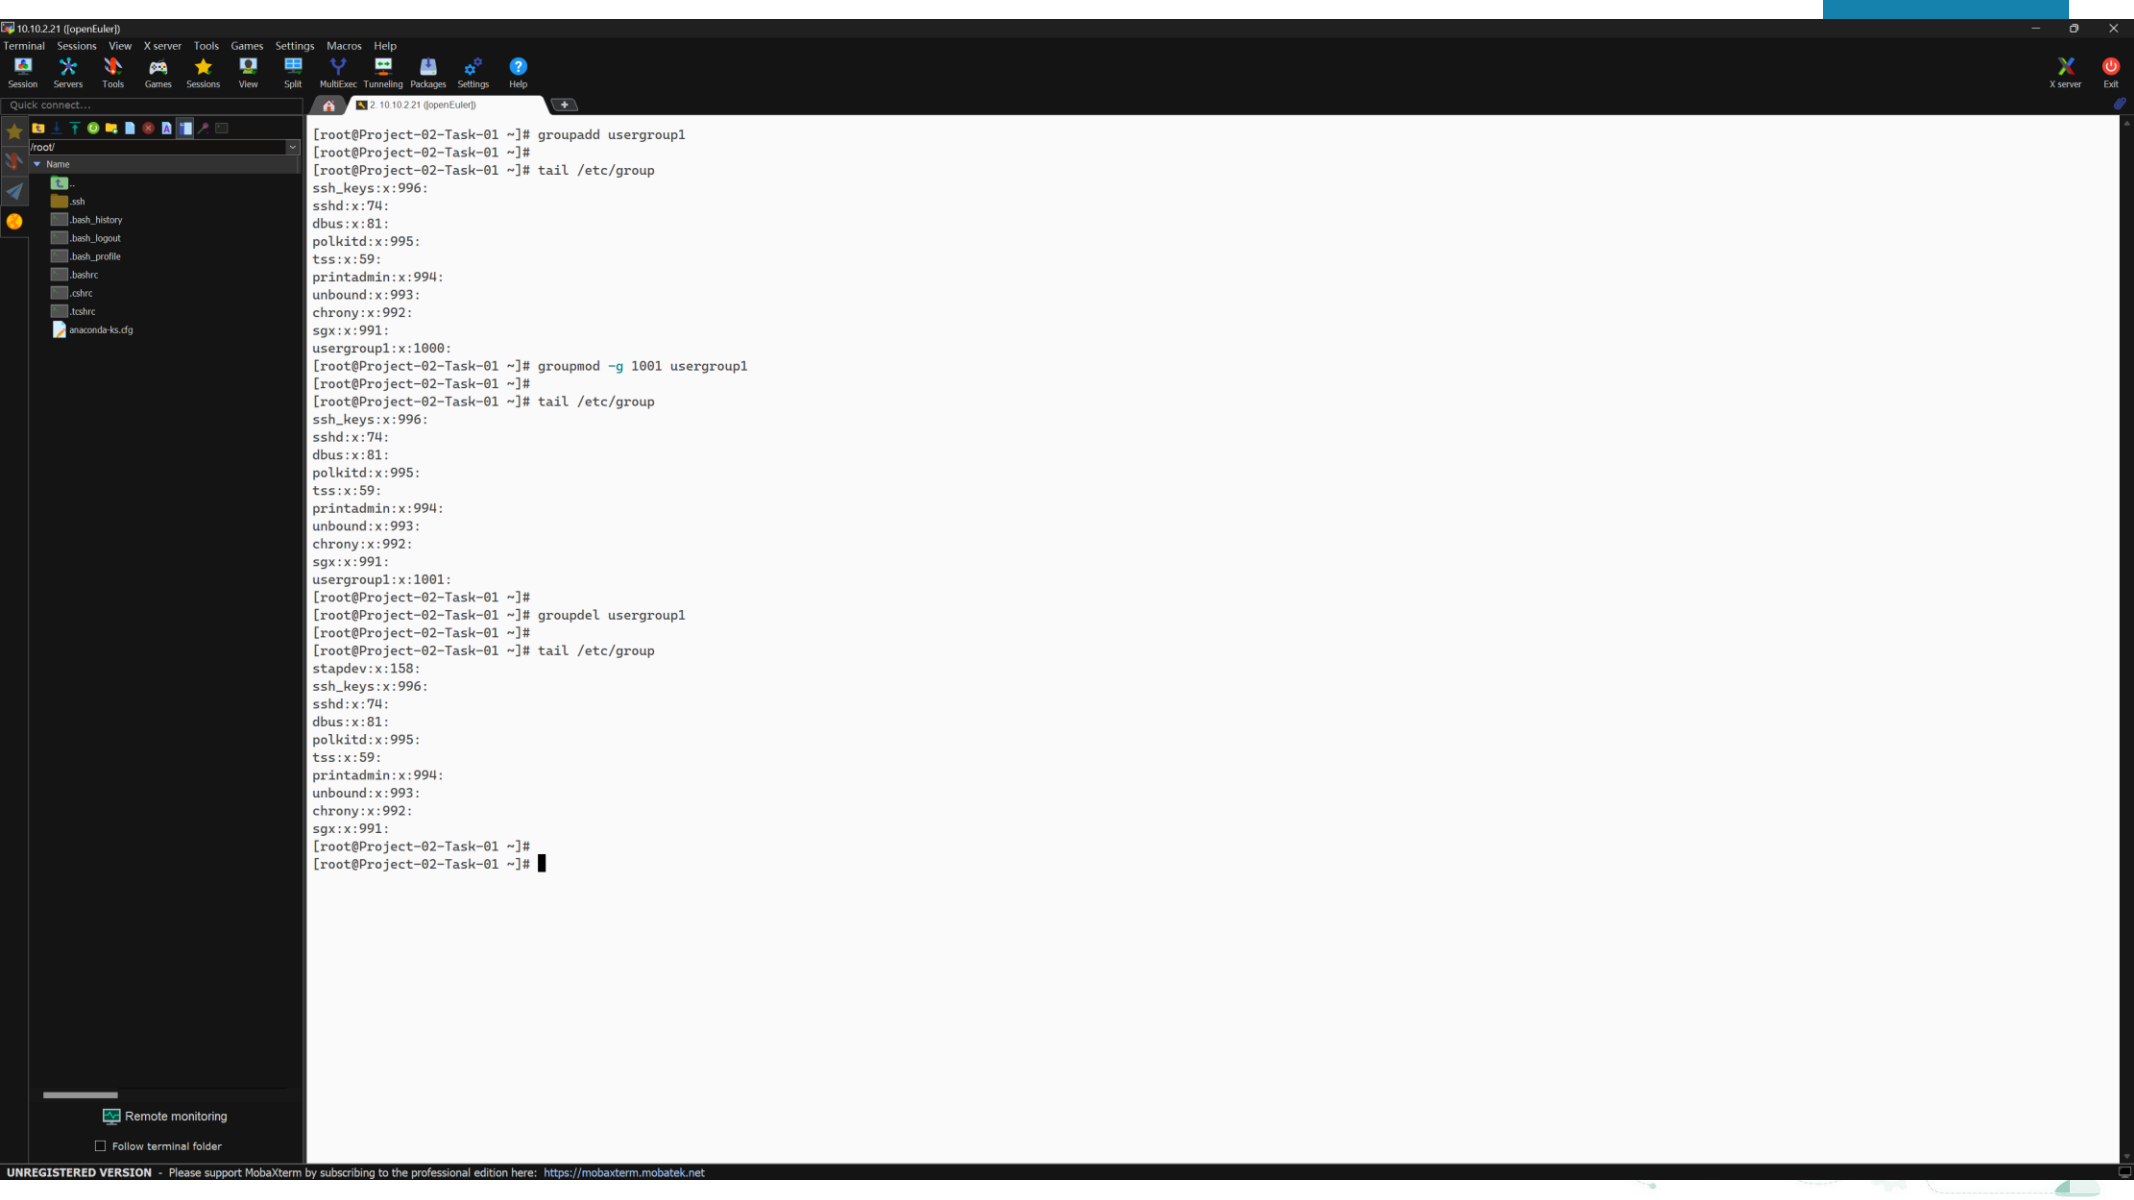 10.10.2.21 ([openEuler])
Terminal Sessions View X server Tools Games Settings Macros Help
Session Servers Tools Games Sessions View Split MultiExec Tunneling Packages Settings Help X server Exit
Quick connect...
2. 10.10.2.21 ([openEuler])
/root/
Name
..
.ssh
.bash_history
.bash_logout
.bash_profile
.bashrc
.cshrc
.tcshrc
anaconda-ks.cfg
[root@Project-02-Task-01 ~]# groupadd usergroup1
[root@Project-02-Task-01 ~]#
[root@Project-02-Task-01 ~]# tail /etc/group
ssh_keys:x:996:
sshd:x:74:
dbus:x:81:
polkitd:x:995:
tss:x:59:
printadmin:x:994:
unbound:x:993:
chrony:x:992:
sgx:x:991:
usergroup1:x:1000:
[root@Project-02-Task-01 ~]# groupmod -g 1001 usergroup1
[root@Project-02-Task-01 ~]#
[root@Project-02-Task-01 ~]# tail /etc/group
ssh_keys:x:996:
sshd:x:74:
dbus:x:81:
polkitd:x:995:
tss:x:59:
printadmin:x:994:
unbound:x:993:
chrony:x:992:
sgx:x:991:
usergroup1:x:1001:
[root@Project-02-Task-01 ~]#
[root@Project-02-Task-01 ~]# groupdel usergroup1
[root@Project-02-Task-01 ~]#
[root@Project-02-Task-01 ~]# tail /etc/group
stapdev:x:158:
ssh_keys:x:996:
sshd:x:74:
dbus:x:81:
polkitd:x:995:
tss:x:59:
printadmin:x:994:
unbound:x:993:
chrony:x:992:
sgx:x:991:
[root@Project-02-Task-01 ~]#
[root@Project-02-Task-01 ~]#
Remote monitoring
Follow terminal folder
UNREGISTERED VERSION - Please support MobaXterm by subscribing to the professional edition here: https://mobaxterm.mobatek.net